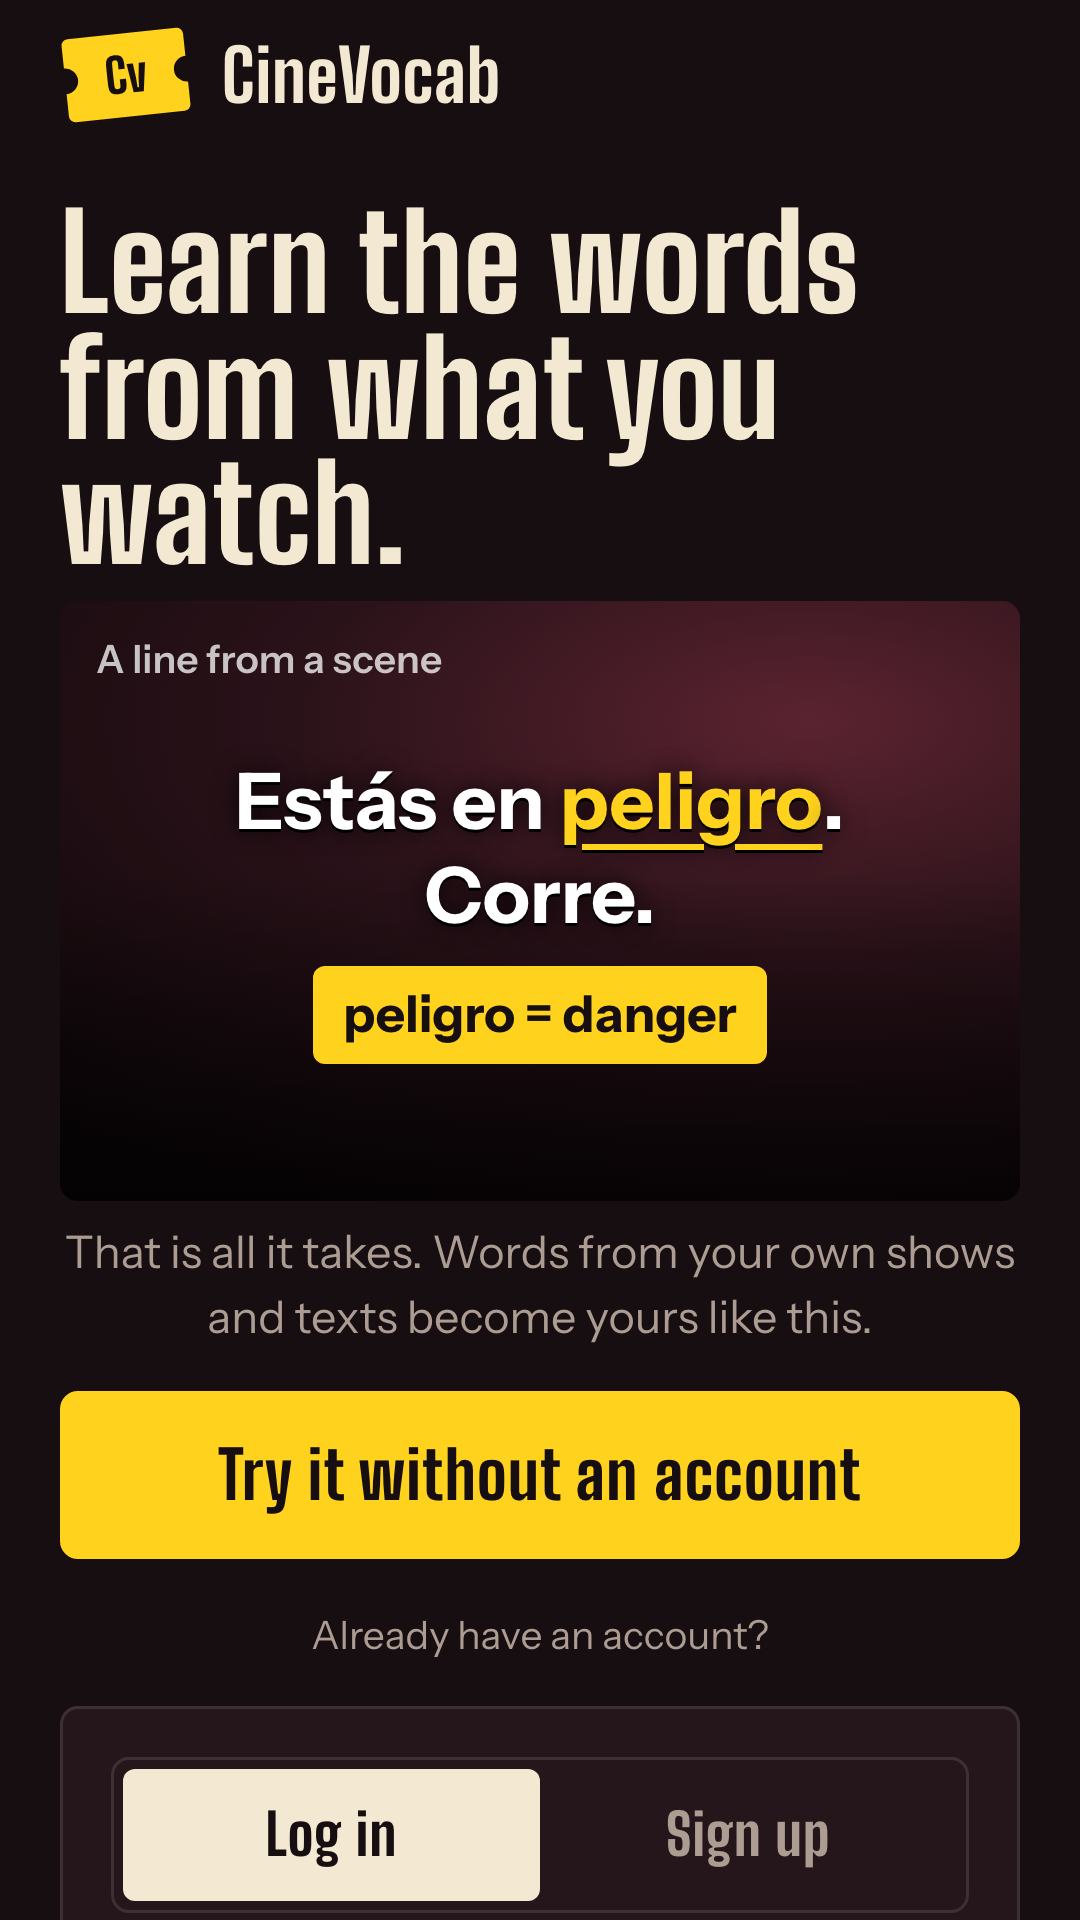 Cv
CineVocab
Learn the words
from what you
watch.
A line from a scene
Estás en peligro.
Corre.
peligro = danger
That is all it takes. Words from your own shows
and texts become yours like this.
Try it without an account
Already have an account?
Log in
Sign up